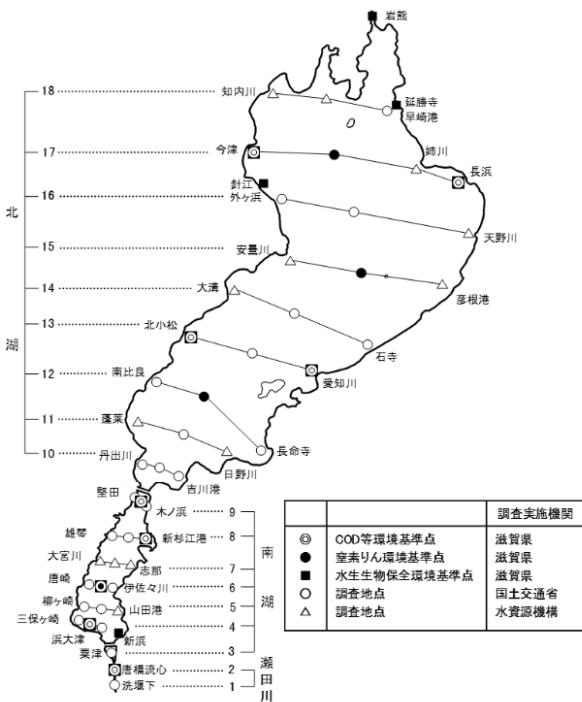 岩熊
18
知内川
延勝寺
早崎港
17
今津
姉川
長浜
針江
16
外ヶ浜
天野川
北
15
安曇川
14
大溝
彦根港
13
北小松
湖
石寺
12
南比良
愛知川
11
蓬莱
10
丹出川
日野川
長命寺
吉川港
堅田
木ノ浜
9
雄琴
新杉江港
8
南
大宮川
志那
7
唐崎
伊佐々川
6
湖
柳ヶ崎
山田港
5
三保ヶ崎
4
浜大津
新浜
粟津
3
瀬田川
唐橋流心
2
洗堰下
1
調査実施機関
◎ COD等環境基準点 滋賀県
● 窒素りん環境基準点 滋賀県
■ 水生生物保全環境基準点 滋賀県
○ 調査地点 国土交通省
△ 調査地点 水資源機構